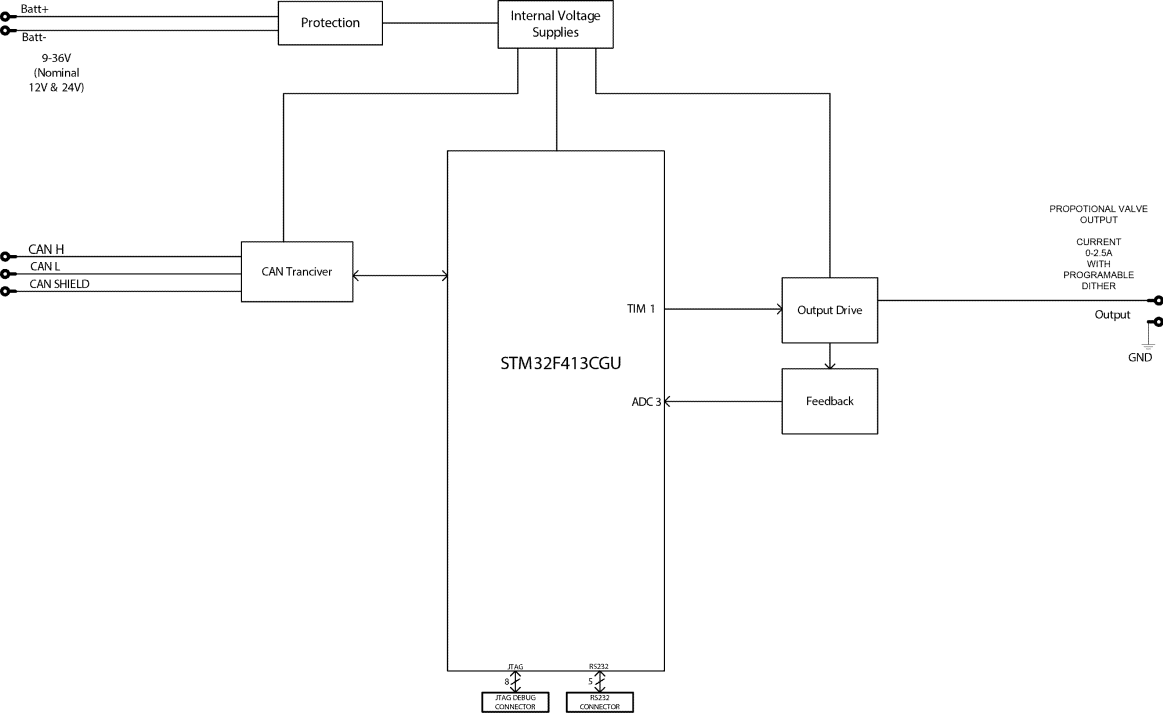 Batt+
Batt-
9-36V
(Nominal
12V & 24V)
Protection
Internal Voltage
Supplies
CAN H
CAN L
CAN SHIELD
CAN Tranciver
TIM 1
STM32F413CGU
ADC 3
Output Drive
Feedback
PROPOTIONAL VALVE
OUTPUT
CURRENT
0-2.5A
WITH
PROGRAMABLE
DITHER
Output
GND
JTAG
RS232
8
5
JTAG DEBUG
CONNECTOR
RS232
CONNECTOR